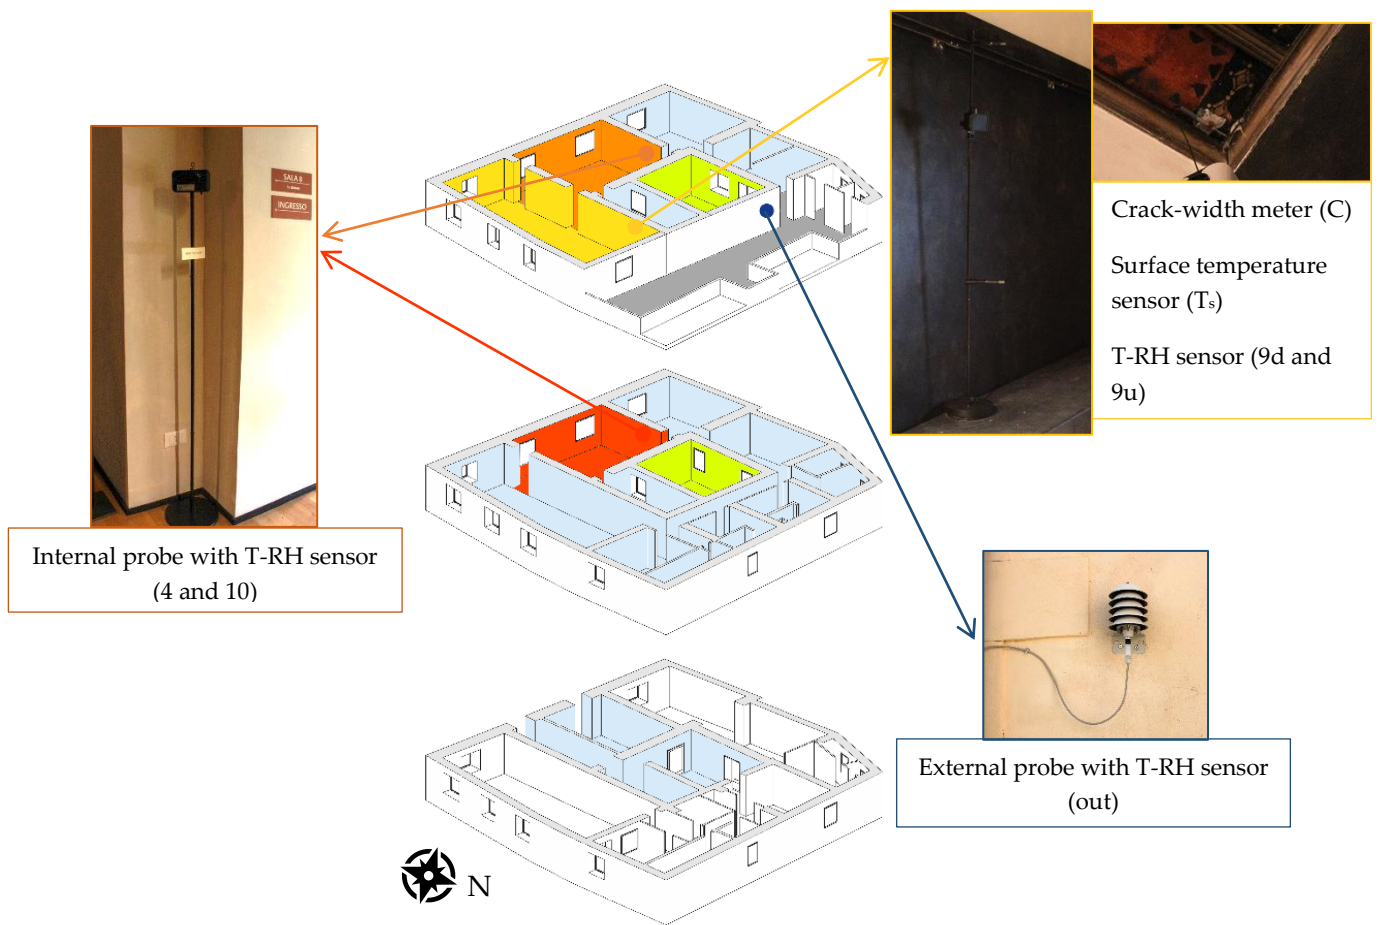 SALA 8
INGRESSO
Crack-width meter (C)
Surface temperature
sensor (Ts)
T-RH sensor (9d and
9u)
Internal probe with T-RH sensor
(4 and 10)
External probe with T-RH sensor
(out)
N